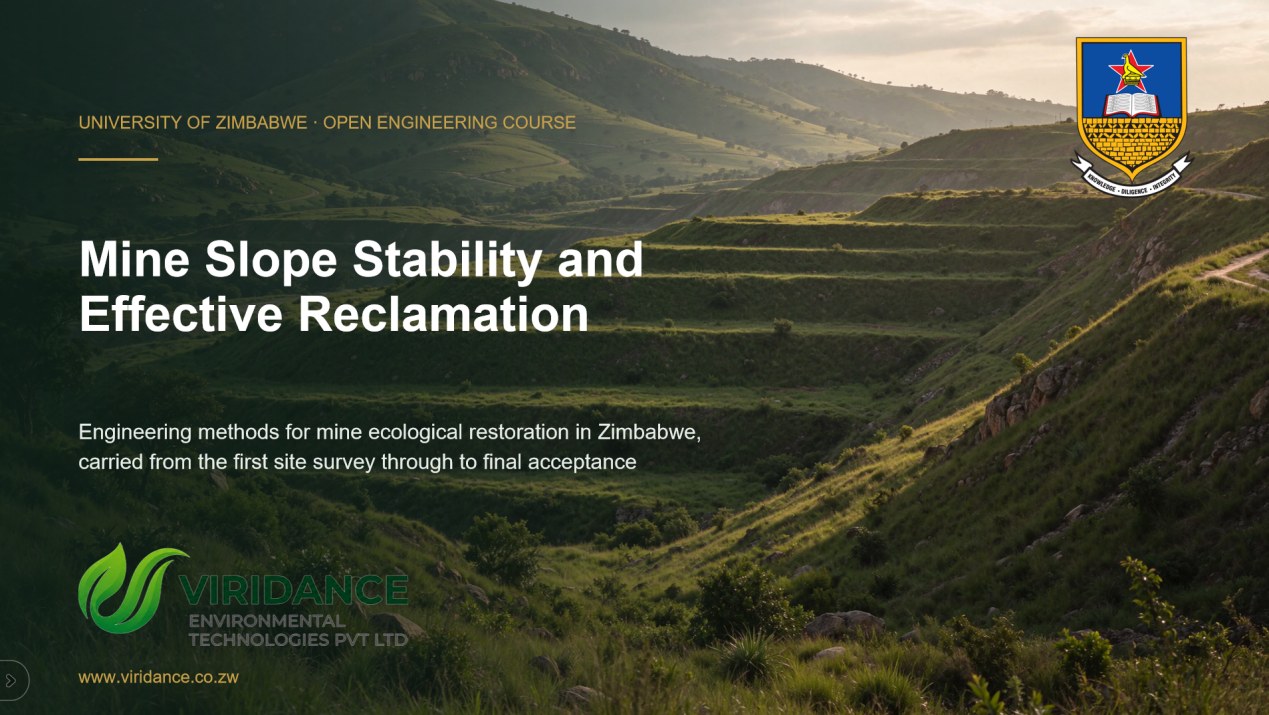 UNIVERSITY OF ZIMBABWE · OPEN ENGINEERING COURSE
KNOWLEDGE · DILIGENCE · INTEGRITY
Mine Slope Stability and
Effective Reclamation
Engineering methods for mine ecological restoration in Zimbabwe,
carried from the first site survey through to final acceptance
VIRIDANCE
ENVIRONMENTAL
TECHNOLOGIES PVT LTD
www.viridance.co.zw